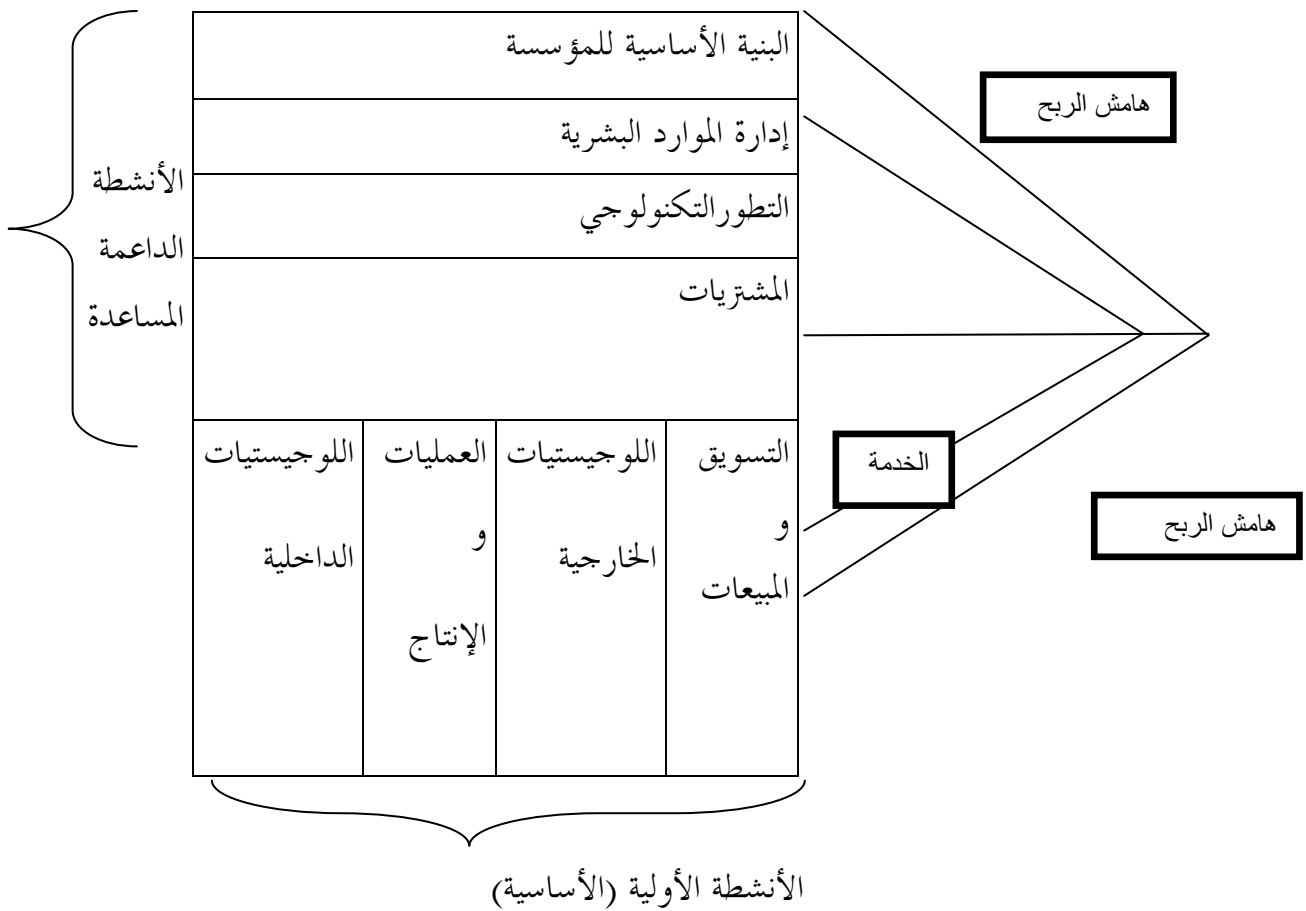 البنية الأساسية للمؤسسة
هامش الربح
إدارة الموارد البشرية
التطورالتكنولوجي
الأنشطة
الداعمة
المساعدة
المشتريات
التسويق
و
المبيعات
اللوجيستيات
الخارجية
العمليات
و
الإنتاج
اللوجيستيات
الداخلية
الخدمة
هامش الربح
الأنشطة الأولية (الأساسية)